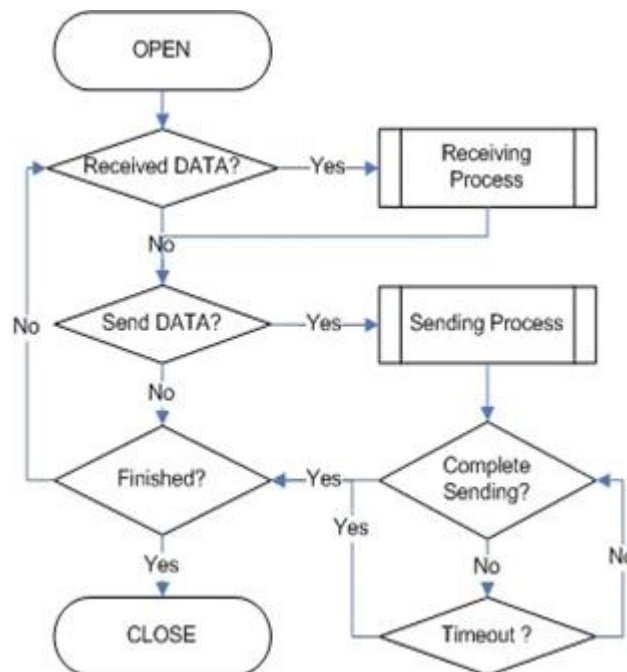 OPEN
Received DATA?
Yes
Receiving
Process
No
Send DATA?
Yes
Sending Process
No
No
Finished?
Yes
Complete
Sending?
Yes
No
No
Yes
CLOSE
Timeout ?